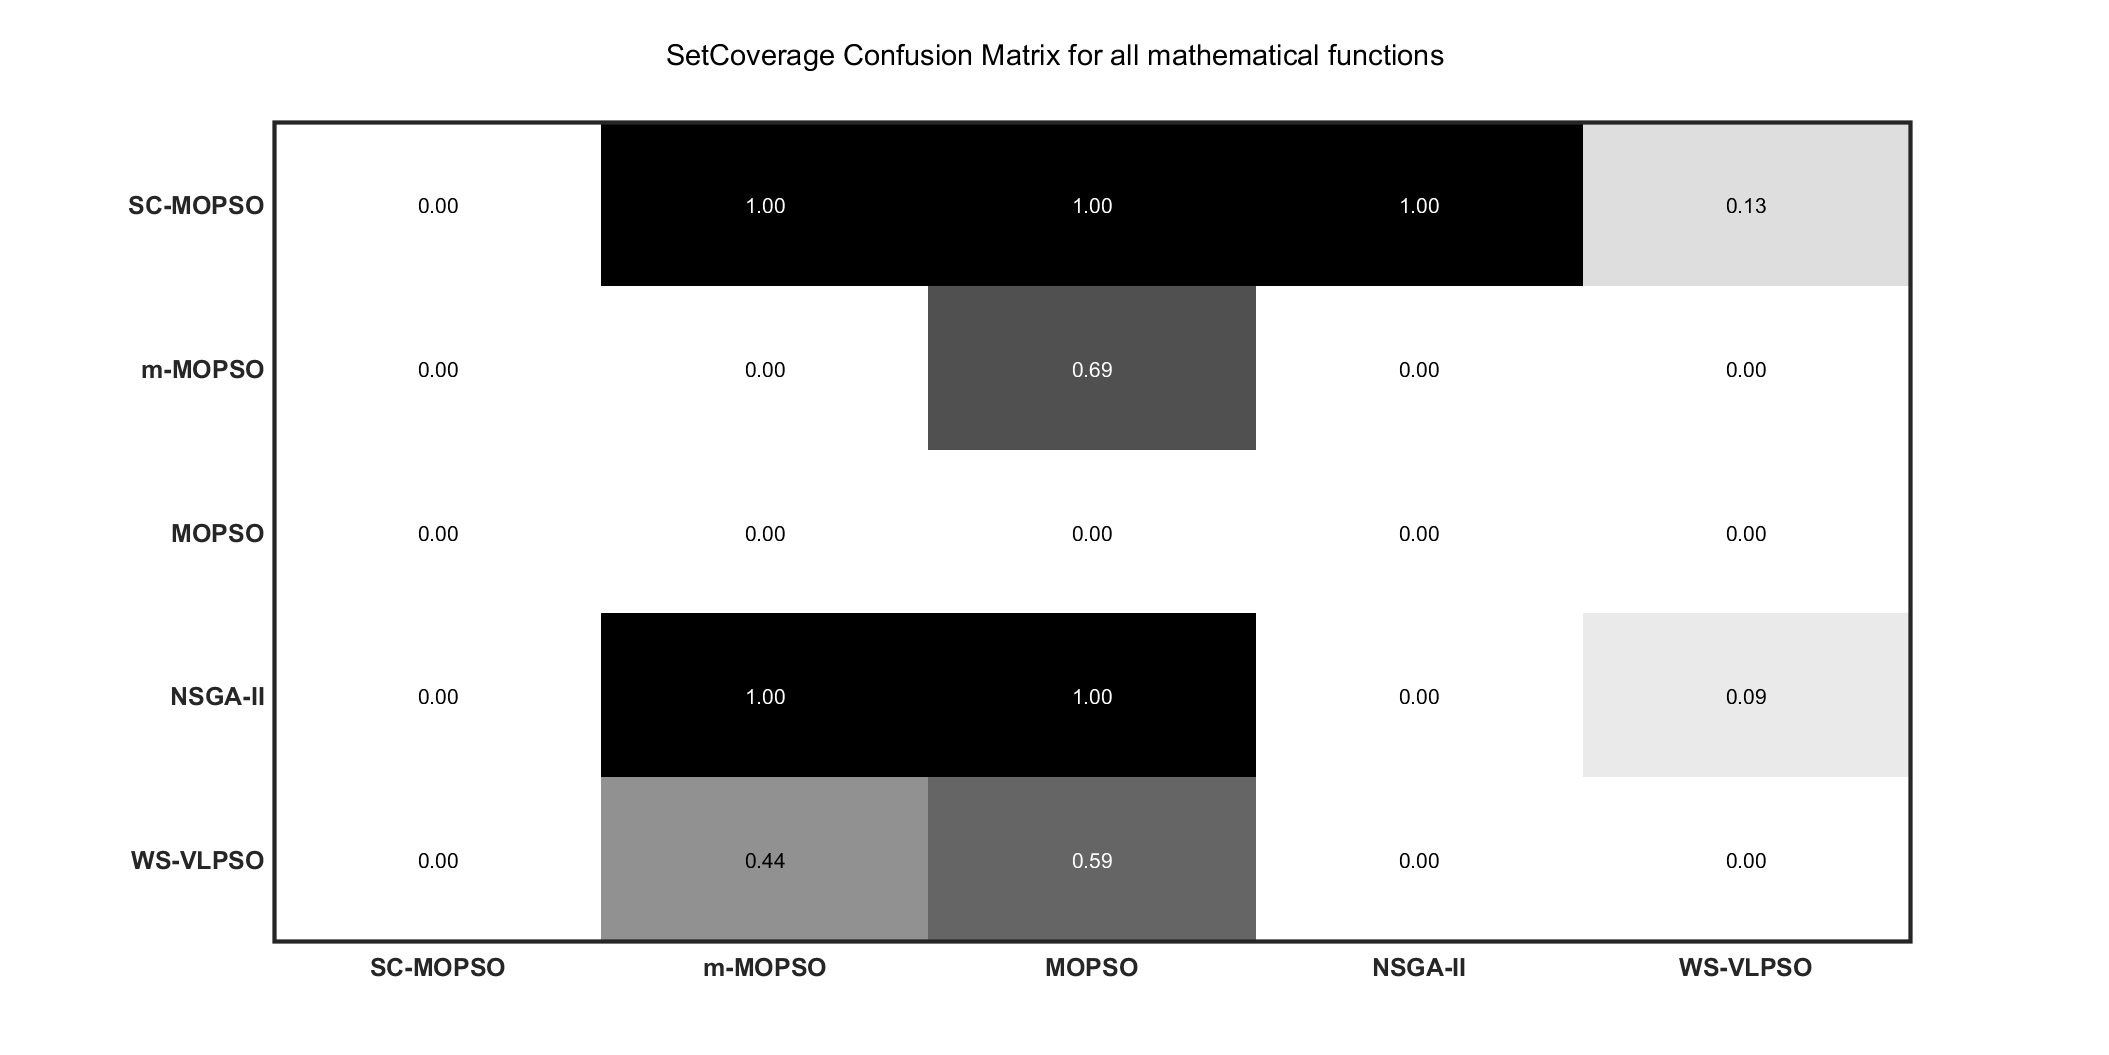 SetCoverage Confusion Matrix for all mathematical functions
SC-MOPSO 0.00 1.00 1.00 1.00 0.13
m-MOPSO 0.00 0.00 0.69 0.00 0.00
MOPSO 0.00 0.00 0.00 0.00 0.00
NSGA-II 0.00 1.00 1.00 0.00 0.09
WS-VLPSO 0.00 0.44 0.59 0.00 0.00
SC-MOPSO m-MOPSO MOPSO NSGA-II WS-VLPSO